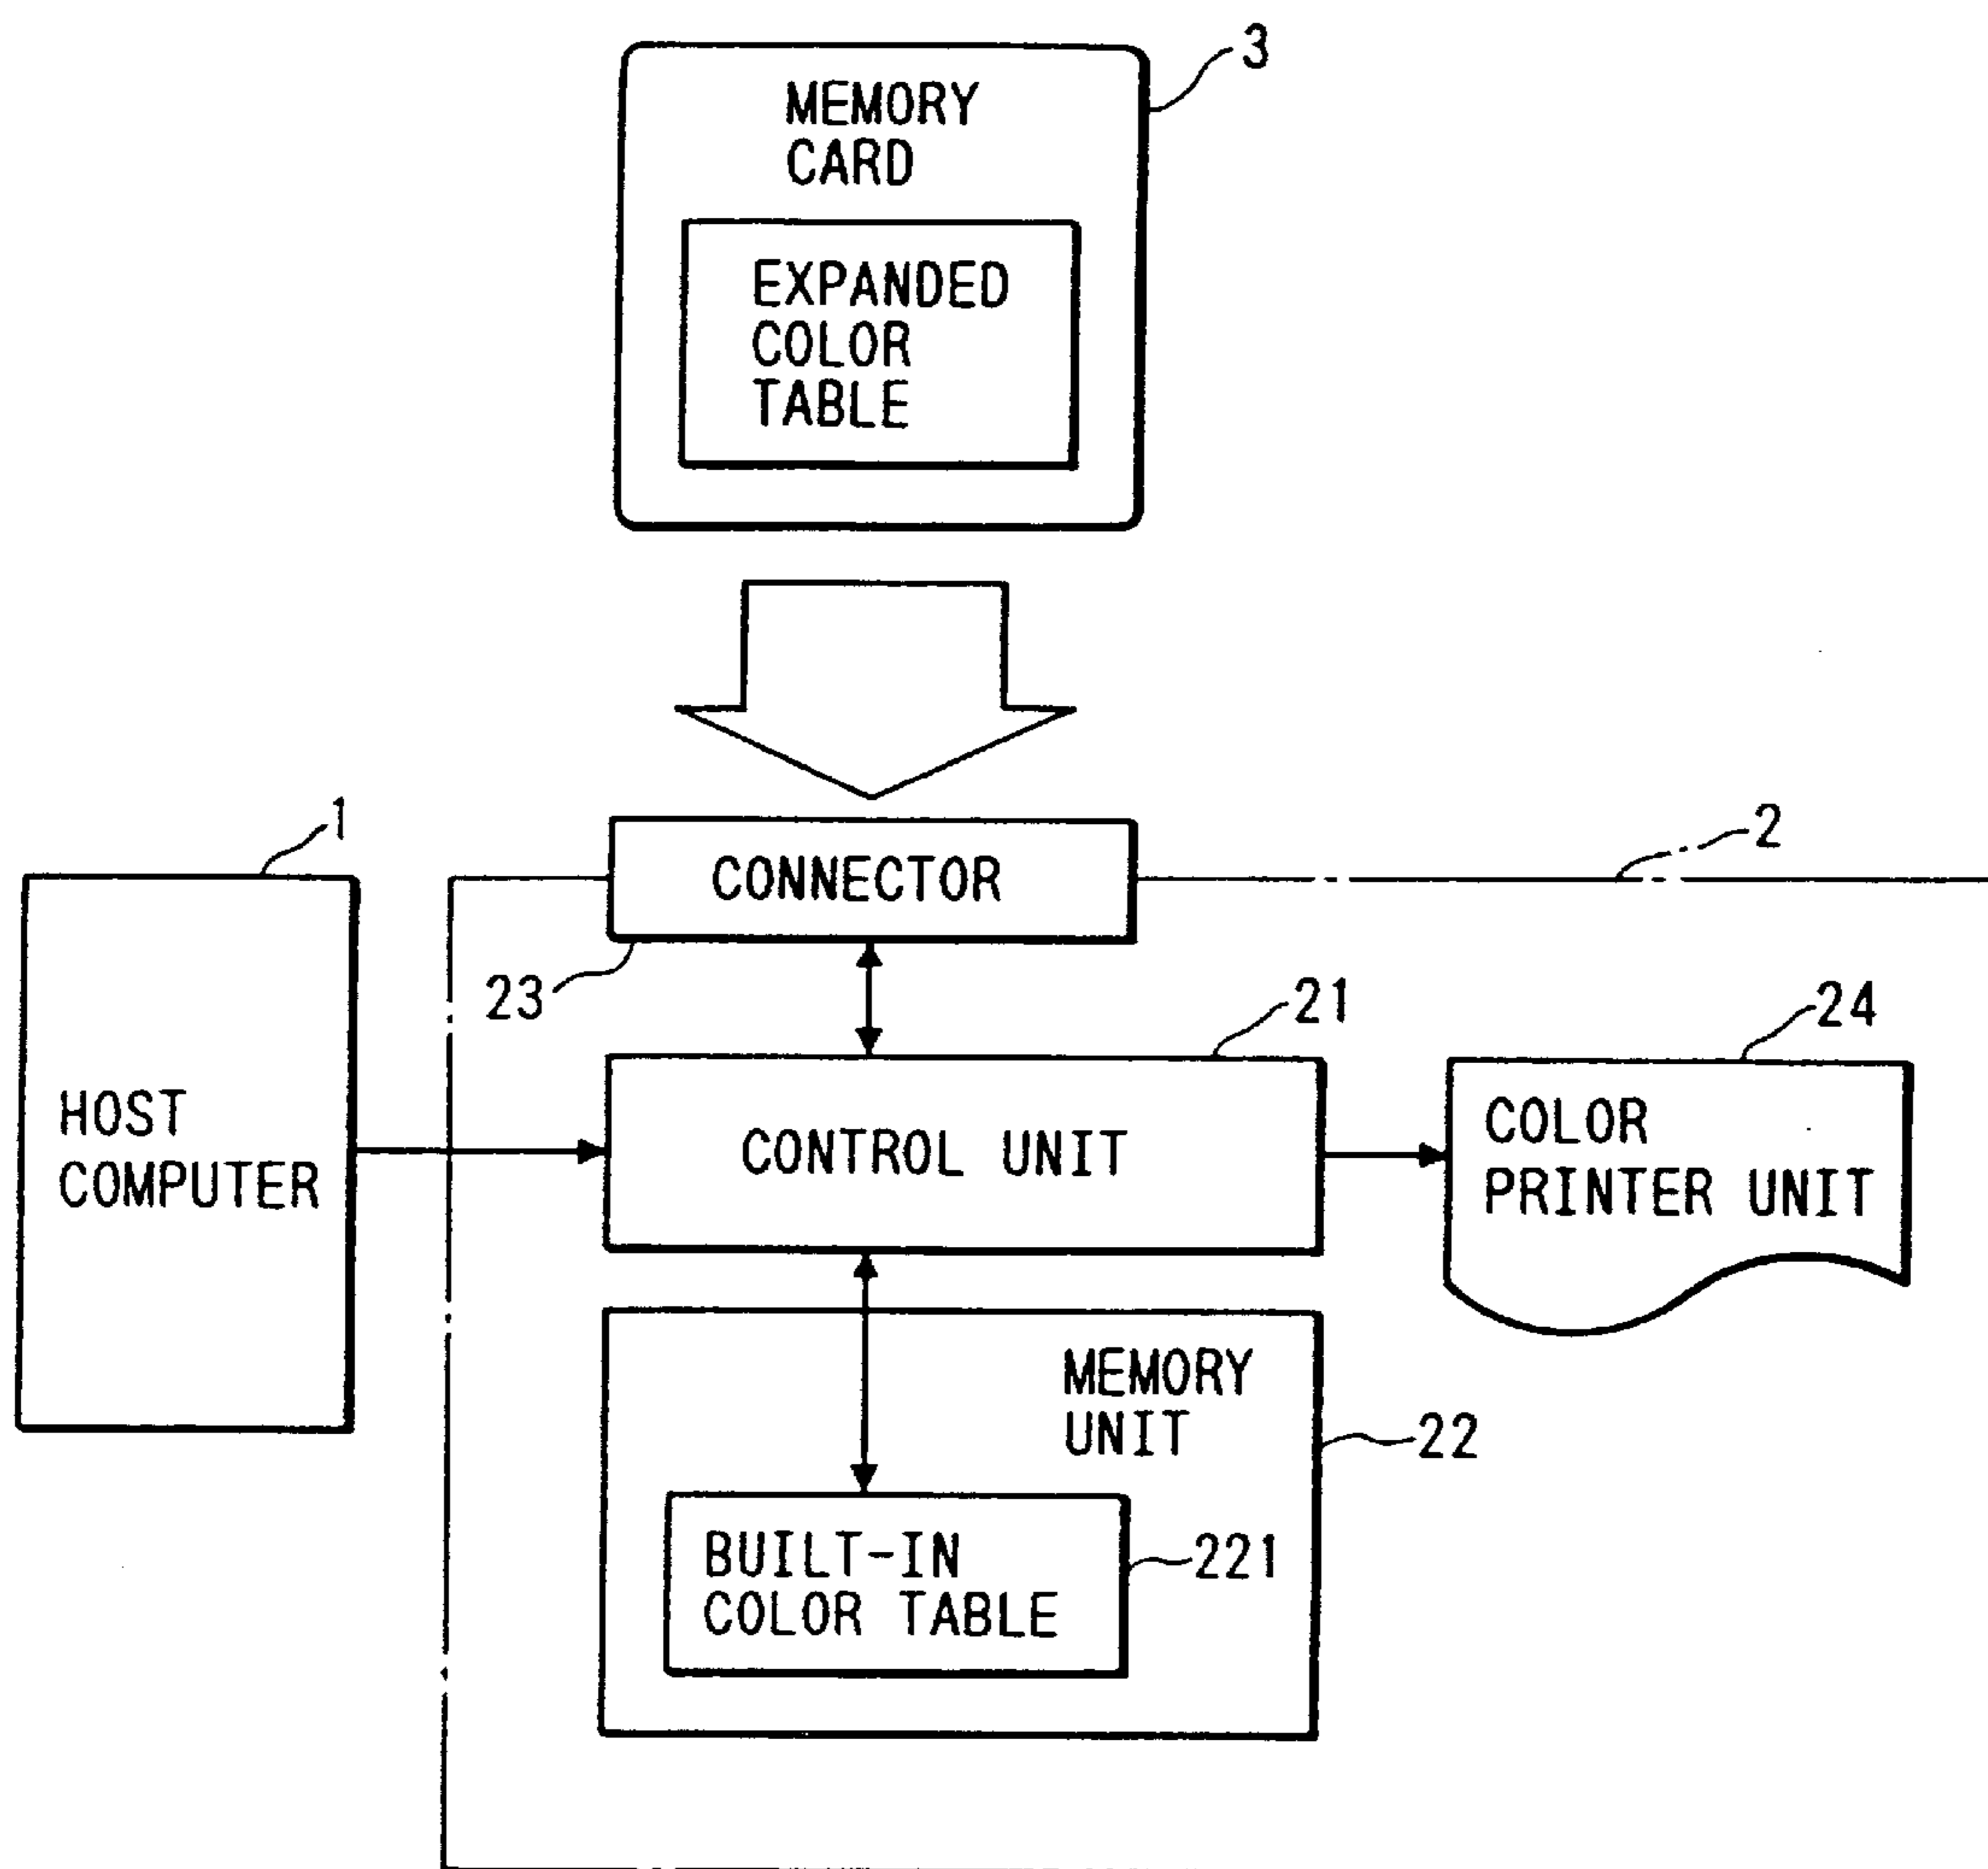 3
MEMORY
CARD
EXPANDED
COLOR
TABLE
1
2
CONNECTOR
23
21
24
HOST
COMPUTER
CONTROL UNIT
COLOR
PRINTER UNIT
MEMORY
UNIT
22
BUILT-IN
COLOR TABLE
221